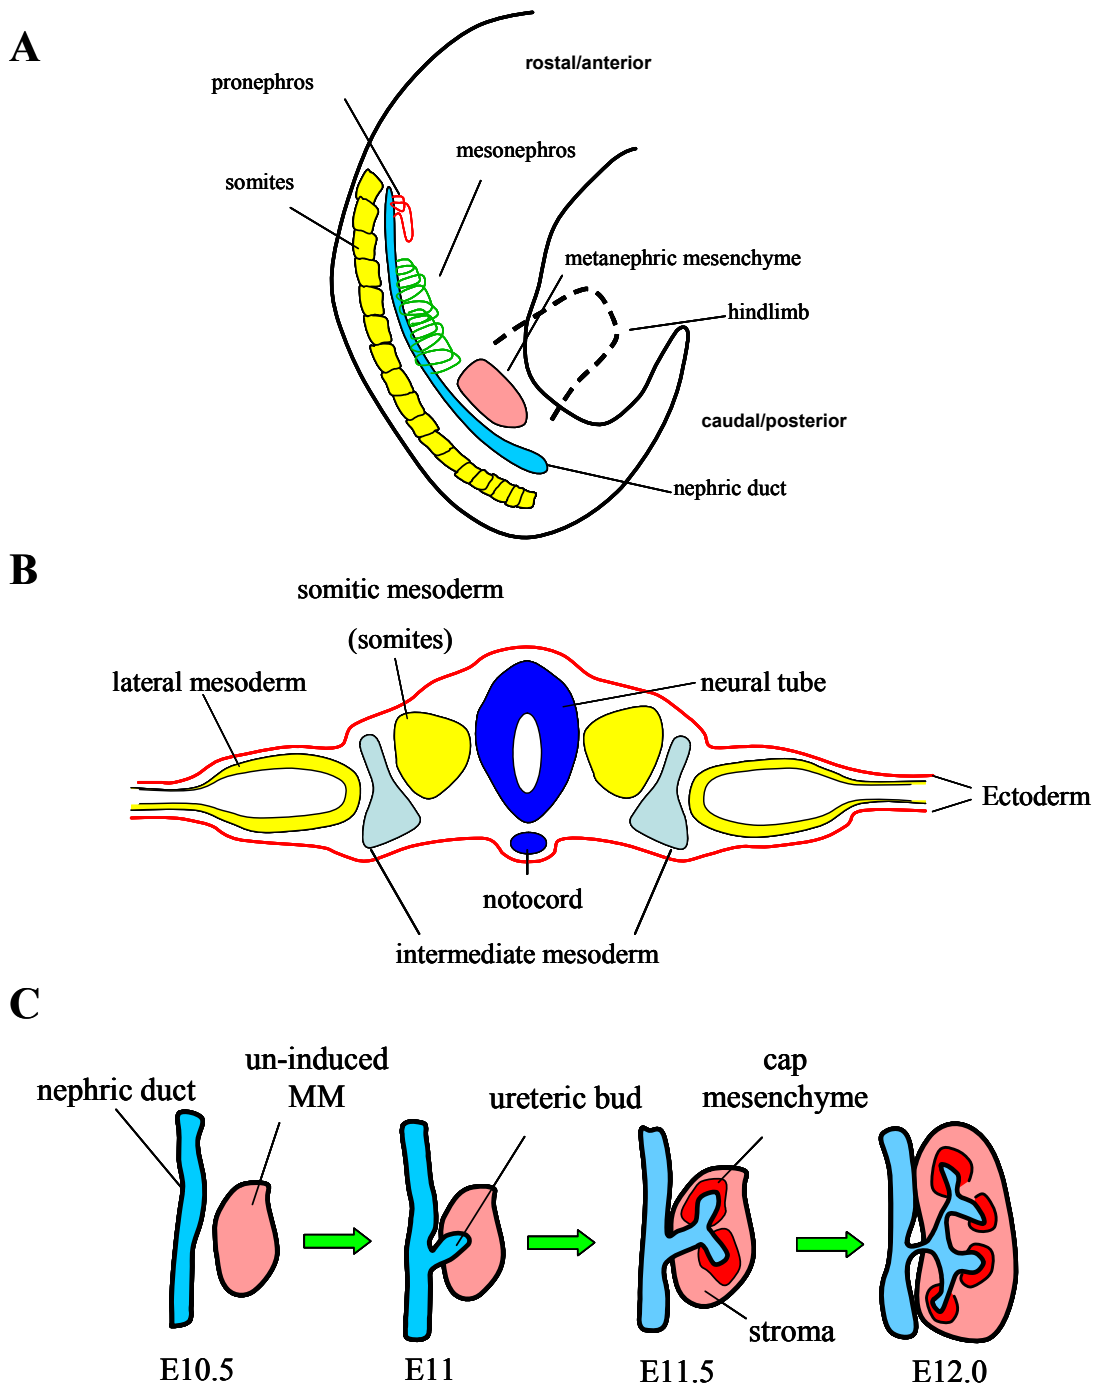 A
rostal/anterior
pronephros
mesonephros
somites
metanephric mesenchyme
hindlimb
caudal/posterior
nephric duct
B
somitic mesoderm
(somites)
lateral mesoderm
neural tube
Ectoderm
notocord
intermediate mesoderm
C
nephric duct
un-induced
MM
ureteric bud
cap
mesenchyme
stroma
E10.5
E11
E11.5
E12.0